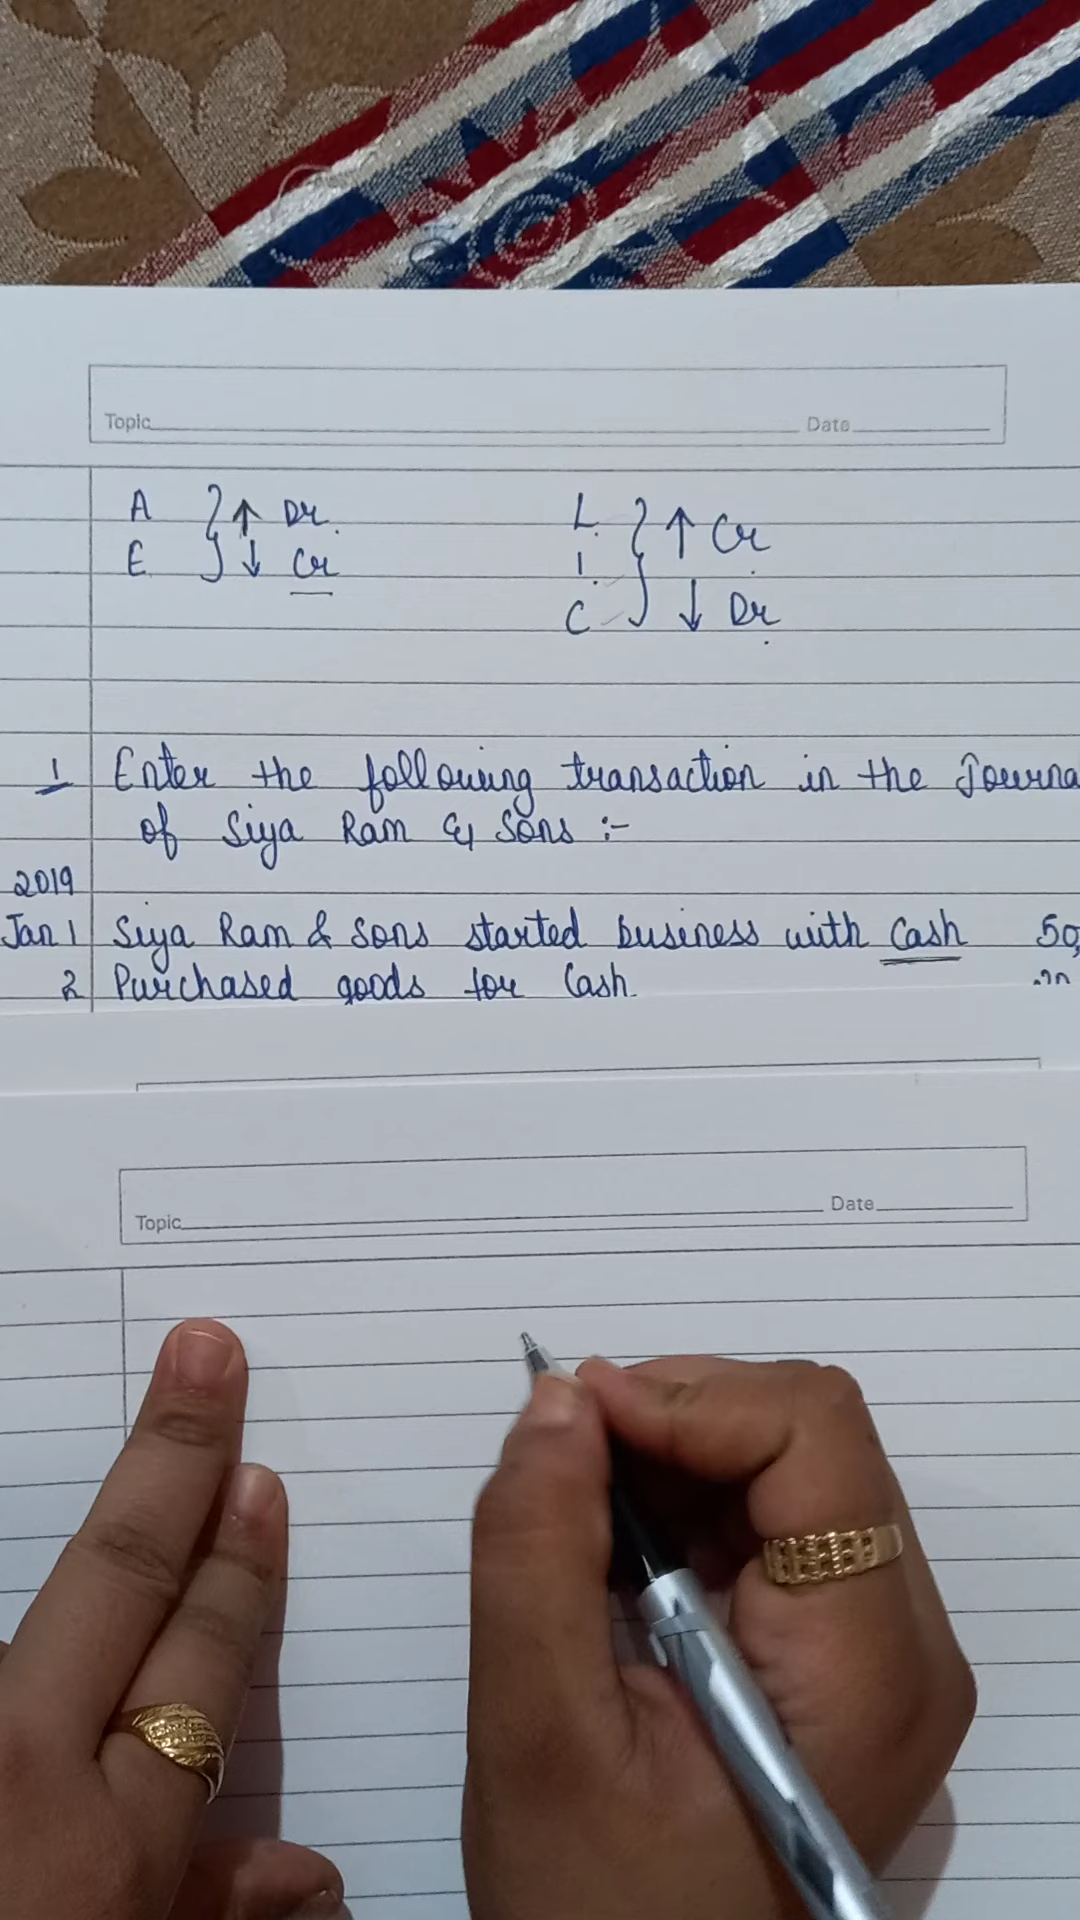 Topic Date
A ↑ Dr. L ↑ Cr
E ↓ Cr I
C ↓ Dr
1 Enter the following transaction in the Journa
of Siya Ram & Sons :-
2019
Jan 1 Siya Ram & Sons started business with Cash 50,
2 Purchased goods for Cash
Topic Date